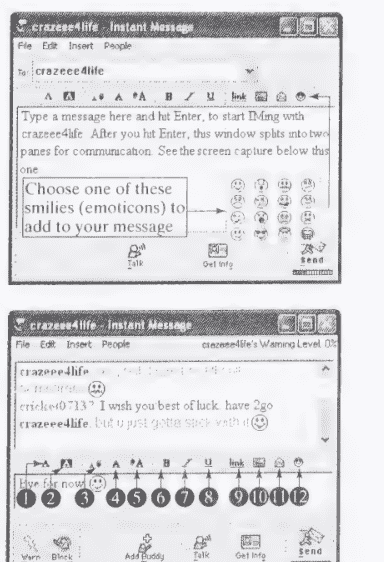 crazeee4life - Instant Message
File Edit Insert People
To: crazeee4life
A A A A A B I U link
Type a message here and hit Enter, to start IMing with
crazeee4life. After you hit Enter, this window splits into two
panes for communication. See the screen capture below this
one
Choose one of these
smilies (emoticons) to
add to your message
Talk Get Info Send
crazeee4life - Instant Message
File Edit Insert People crazeee4life's Warning Level: 0%
crazeee4life
I wish you best of luck. have 2go
crazeee4life: but u just gotta stick with it
A A A A A B I U link
Bye for now
1 2 3 4 5 6 7 8 9 10 11 12
Warn Block Add Buddy Talk Get Info Send